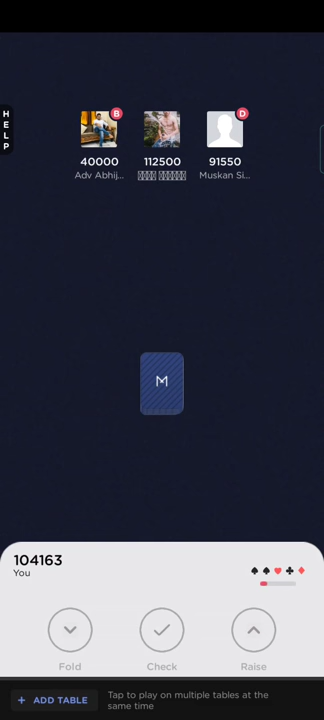 H
E
L
P
B
D
40000
112500
91550
Adv Abhij...
Muskan Si...
M
104163
You
Fold
Check
Raise
+ ADD TABLE
Tap to play on multiple tables at the
same time